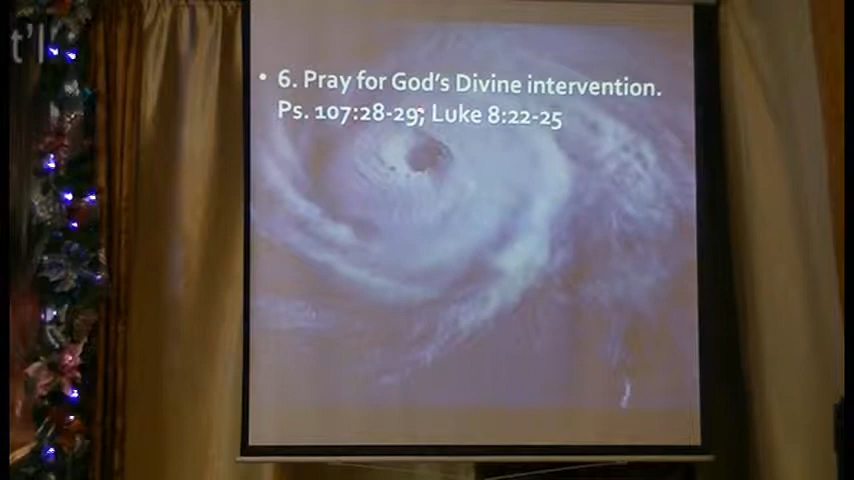 t'l
• 6. Pray for God's Divine intervention.
Ps. 107:28-29; Luke 8:22-25